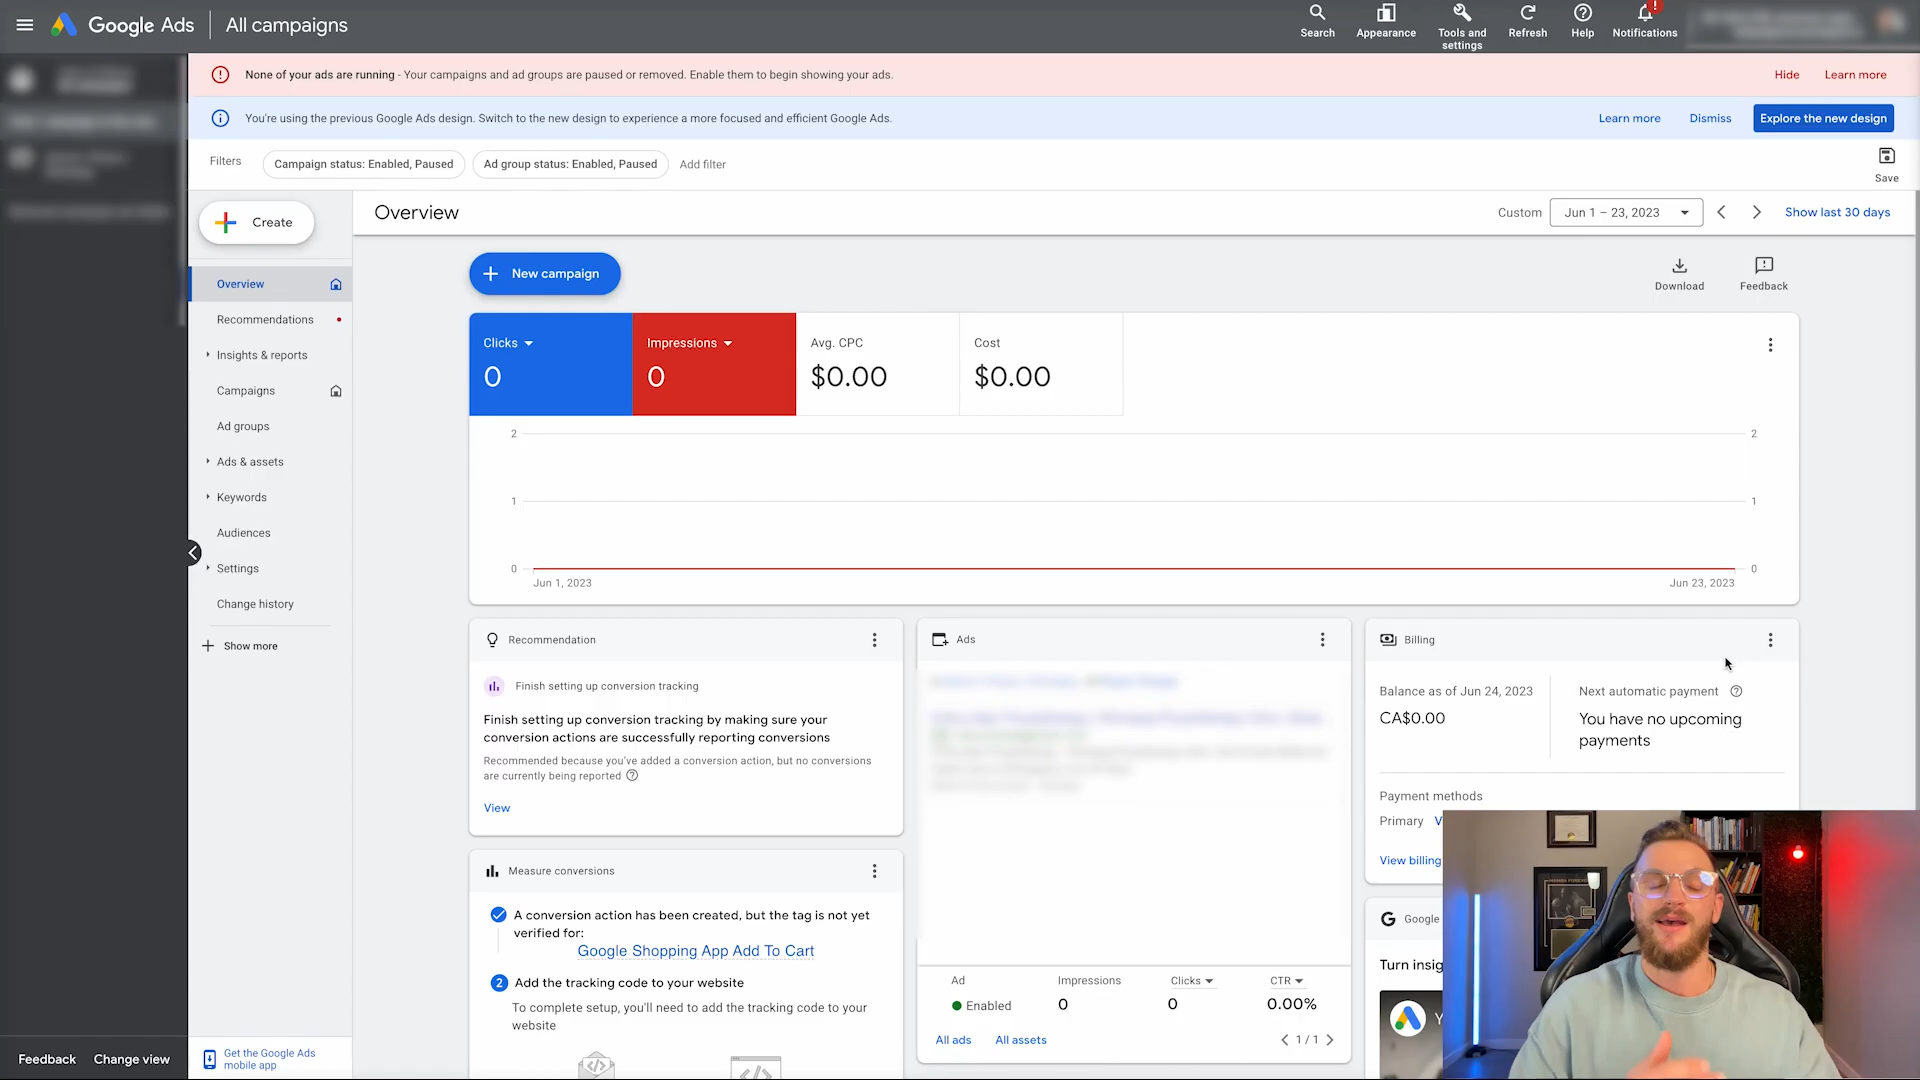 Google Ads
All campaigns
Search
Appearance
Tools and
settings
Refresh
Help
Notifications
None of your ads are running - Your campaigns and ad groups are paused or removed. Enable them to begin showing your ads.
Hide
Learn more
You're using the previous Google Ads design. Switch to the new design to experience a more focused and efficient Google Ads.
Learn more
Dismiss
Explore the new design
Filters
Campaign status: Enabled, Paused
Ad group status: Enabled, Paused
Add filter
Save
Create
Overview
Custom
Jun 1 – 23, 2023
Show last 30 days
Overview
Recommendations
Insights & reports
Campaigns
Ad groups
Ads & assets
Keywords
Audiences
Settings
Change history
Show more
Get the Google Ads
mobile app
Feedback
Change view
New campaign
Download
Feedback
Clicks
0
Impressions
0
Avg. CPC
$0.00
Cost
$0.00
2
2
1
1
0
0
Jun 1, 2023
Jun 23, 2023
Recommendation
Finish setting up conversion tracking
Finish setting up conversion tracking by making sure your
conversion actions are successfully reporting conversions
Recommended because you've added a conversion action, but no conversions
are currently being reported
View
Measure conversions
A conversion action has been created, but the tag is not yet
verified for:
Google Shopping App Add To Cart
2 Add the tracking code to your website
To complete setup, you'll need to add the tracking code to your
website
Ads
Ad
Impressions
Clicks
CTR
Enabled
0
0
0.00%
All ads
All assets
1 / 1
Billing
Balance as of Jun 24, 2023
CA$0.00
Next automatic payment
You have no upcoming
payments
Payment methods
Primary
View billing
Google
Turn insig